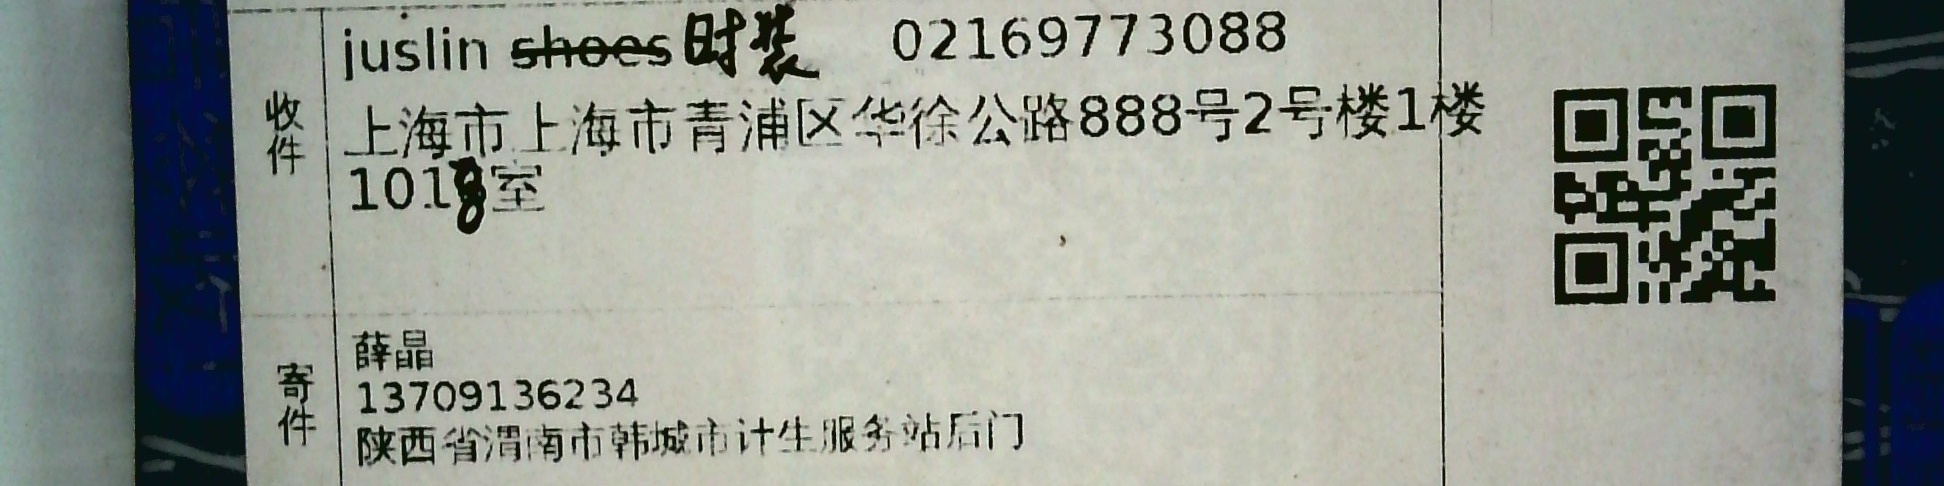 收件
juslin shoes 时装 02169773088
上海市上海市青浦区华徐公路888号2号楼1楼
1018室
寄件
薛晶
13709136234
陕西省渭南市韩城市计生服务站后门